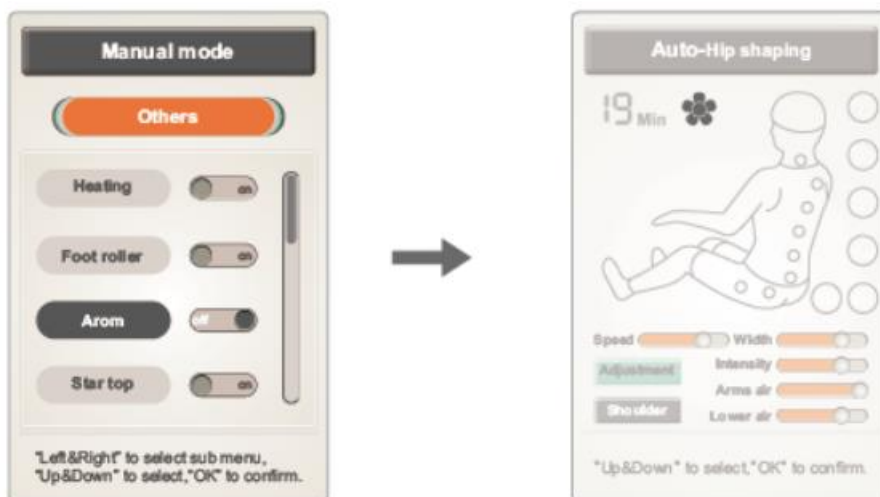 Manual mode
Others
Heating on
Foot roller on
Arom off
Star top on
"Left&Right" to select sub menu,
"Up&Down" to select,"OK" to confirm.
Auto-Hip shaping
19 Min
Speed Width
Adjustment Intensity
Arms air
Shoulder Lower air
"Up&Down" to select,"OK" to confirm.